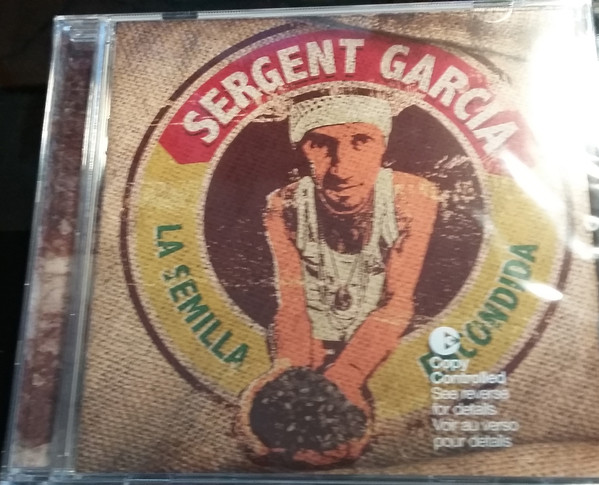 SERGENT GARCIA
LA SEMILLA
ESCONDIDA
Copy
Controlled
See reverse
for details
Voir au verso
pour details